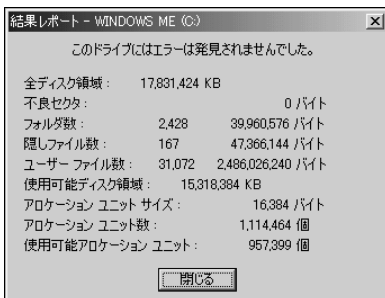 結果レポート - WINDOWS ME (C:)
このドライブにはエラーは発見されませんでした。
全ディスク領域: 17,831,424 KB
不良セクタ: 0 バイト
フォルダ数: 2,428 39,960,576 バイト
隠しファイル数: 167 47,366,144 バイト
ユーザー ファイル数: 31,072 2,486,026,240 バイト
使用可能ディスク領域: 15,318,384 KB
アロケーション ユニット サイズ: 16,384 バイト
アロケーション ユニット数: 1,114,464 個
使用可能アロケーション ユニット: 957,399 個
閉じる